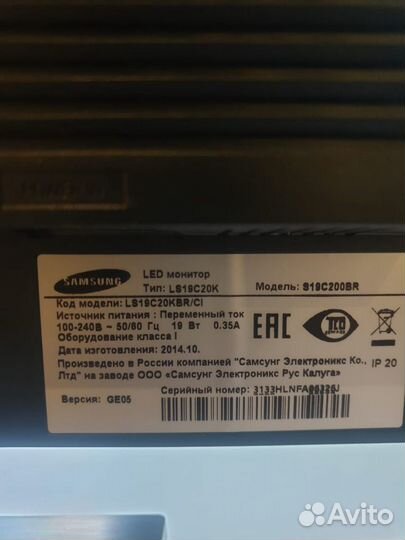 SAMSUNG
LED монитор
Тип: LS19C20K
Модель: S19C200BR
Код модели: LS19C20KBR/CI
Источник питания : Переменный ток
100-240В ~ 50/60 Гц 19 Вт 0.35А
Оборудование класса I
Дата изготовления: 2014.10.
Произведено в России компанией "Самсунг Электроникс Ко.,
Лтд" на заводе ООО «Самсунг Электроникс Рус Калуга»
EAC
IP 20
Серийный номер:
Версия: GE05
Avito